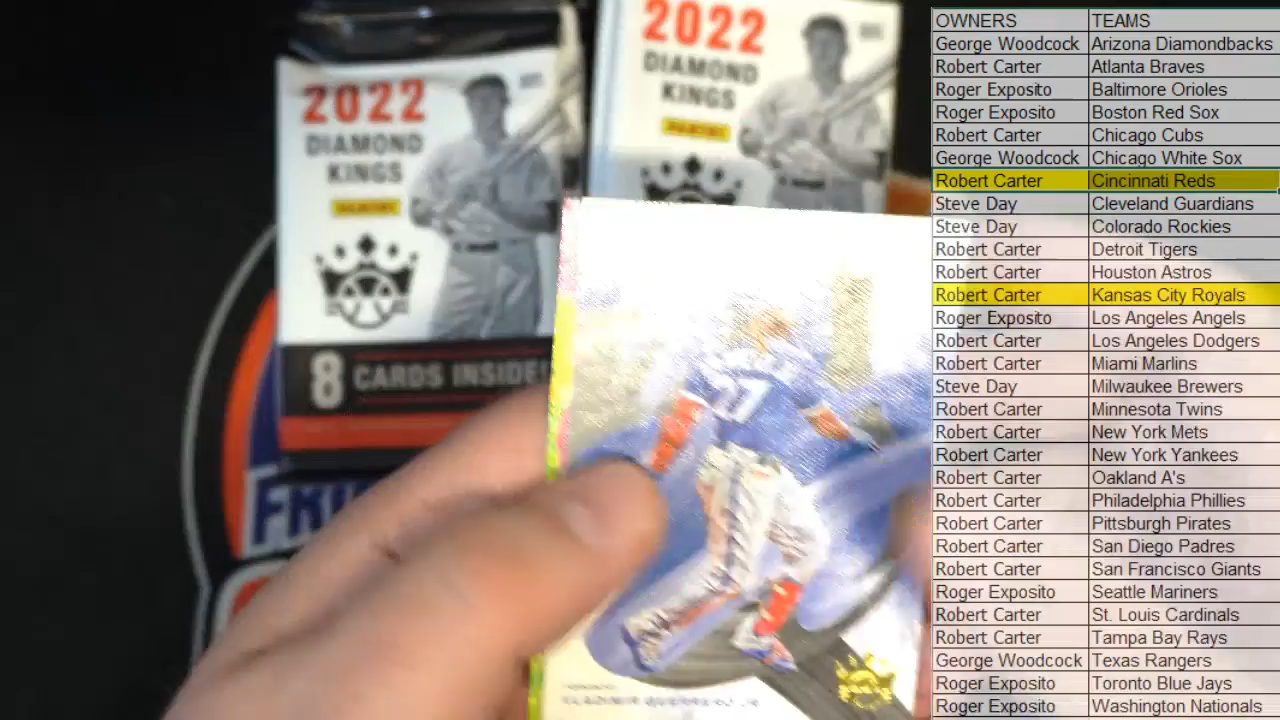 2022
DIAMOND
KINGS
PANINI
8 CARDS INSIDE!
2022
DIAMOND
KINGS
PANINI
27
VLADIMIR GUERRERO JR.
OWNERS TEAMS
George Woodcock Arizona Diamondbacks
Robert Carter Atlanta Braves
Roger Exposito Baltimore Orioles
Roger Exposito Boston Red Sox
Robert Carter Chicago Cubs
George Woodcock Chicago White Sox
Robert Carter Cincinnati Reds
Steve Day Cleveland Guardians
Steve Day Colorado Rockies
Robert Carter Detroit Tigers
Robert Carter Houston Astros
Robert Carter Kansas City Royals
Roger Exposito Los Angeles Angels
Robert Carter Los Angeles Dodgers
Robert Carter Miami Marlins
Steve Day Milwaukee Brewers
Robert Carter Minnesota Twins
Robert Carter New York Mets
Robert Carter New York Yankees
Robert Carter Oakland A's
Robert Carter Philadelphia Phillies
Robert Carter Pittsburgh Pirates
Robert Carter San Diego Padres
Robert Carter San Francisco Giants
Roger Exposito Seattle Mariners
Robert Carter St. Louis Cardinals
Robert Carter Tampa Bay Rays
George Woodcock Texas Rangers
Roger Exposito Toronto Blue Jays
Roger Exposito Washington Nationals